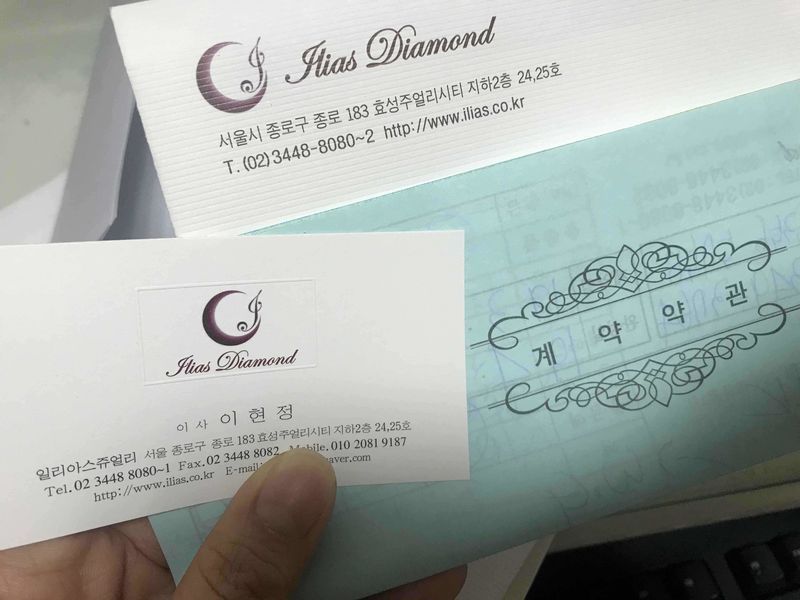 Ilias Diamond
서울시 종로구 종로 183 효성주얼리시티 지하2층 24,25호
T. (02)3448-8080~2 http://www.ilias.co.kr
계 약 약 관
Ilias Diamond
이 사 이 현 정
일리아스쥬얼리 서울 종로구 종로 183 효성주얼리시티 지하2층 24,25호
Tel. 02 3448 8080~1 Fax. 02 3448 8082 Mobile. 010 2081 9187
http://www.ilias.co.kr E-mail: aver.com